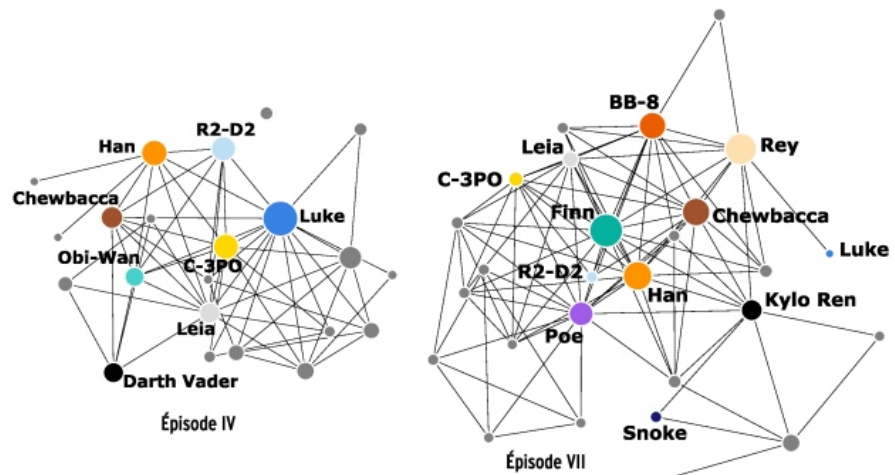 Han
R2-D2
Chewbacca
Luke
Obi-Wan
C-3PO
Leia
Darth Vader
Épisode IV
BB-8
Rey
Leia
C-3PO
Finn
Chewbacca
Luke
R2-D2
Han
Kylo Ren
Poe
Snoke
Épisode VII